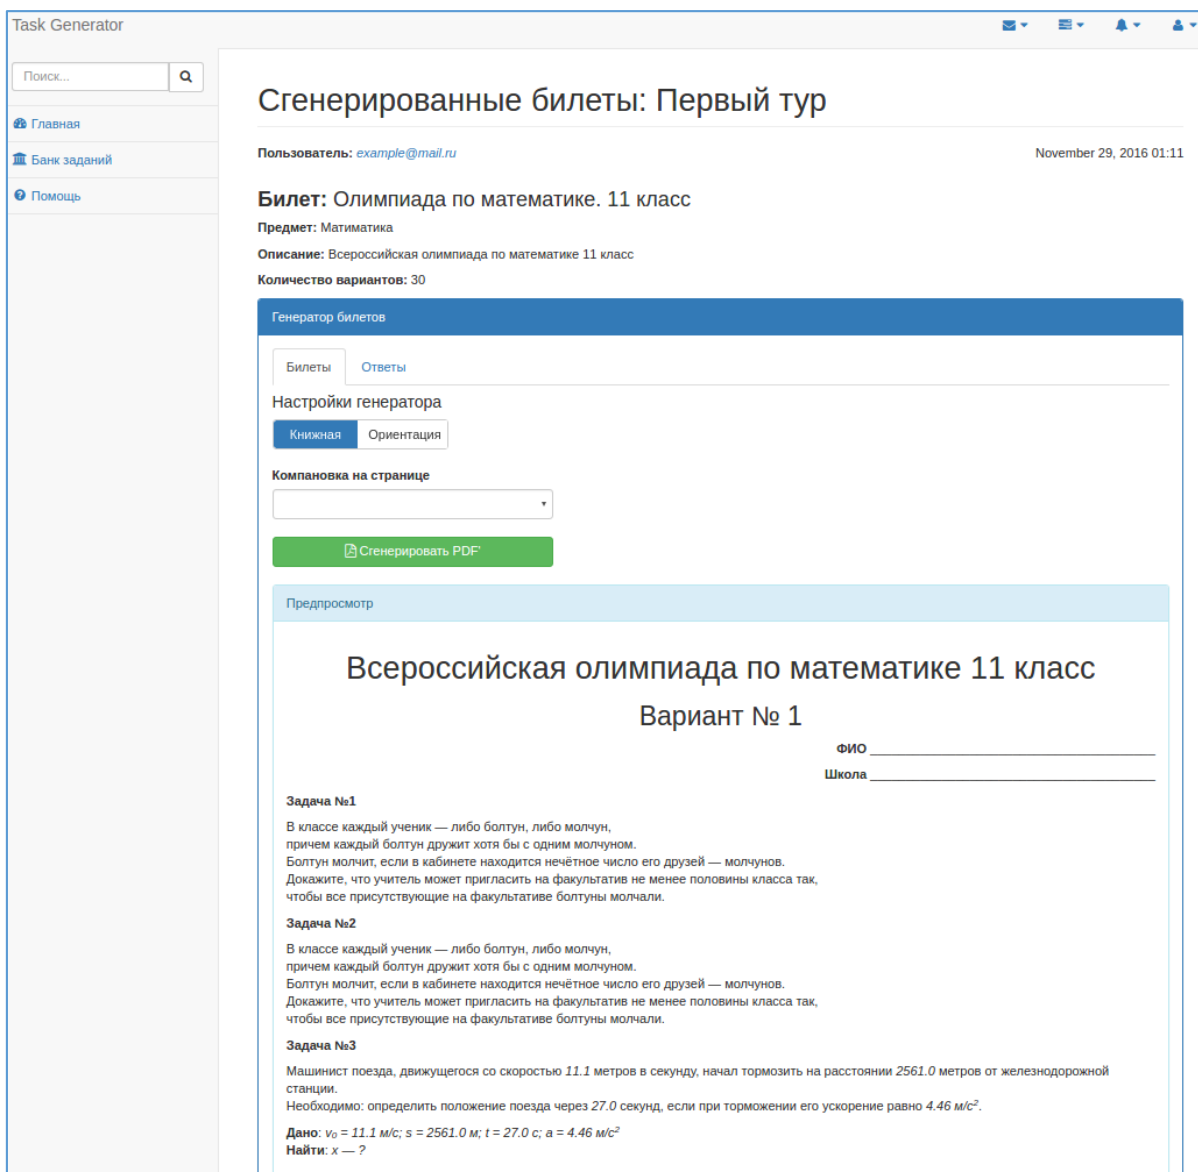 Task Generator
Поиск...
Главная
Банк заданий
Помощь
Сгенерированные билеты: Первый тур
Пользователь: example@mail.ru
November 29, 2016 01:11
Билет: Олимпиада по математике. 11 класс
Предмет: Матиматика
Описание: Всероссийская олимпиада по математике 11 класс
Количество вариантов: 30
Генератор билетов
Билеты Ответы
Настройки генератора
Книжная Ориентация
Компановка на странице
Сгенерировать PDF'
Предпросмотр
Всероссийская олимпиада по математике 11 класс
Вариант № 1
ФИО
Школа
Задача №1
В классе каждый ученик — либо болтун, либо молчун,
причем каждый болтун дружит хотя бы с одним молчуном.
Болтун молчит, если в кабинете находится нечётное число его друзей — молчунов.
Докажите, что учитель может пригласить на факультатив не менее половины класса так,
чтобы все присутствующие на факультативе болтуны молчали.
Задача №2
В классе каждый ученик — либо болтун, либо молчун,
причем каждый болтун дружит хотя бы с одним молчуном.
Болтун молчит, если в кабинете находится нечётное число его друзей — молчунов.
Докажите, что учитель может пригласить на факультатив не менее половины класса так,
чтобы все присутствующие на факультативе болтуны молчали.
Задача №3
Машинист поезда, движущегося со скоростью 11.1 метров в секунду, начал тормозить на расстоянии 2561.0 метров от железнодорожной
станции.
Необходимо: определить положение поезда через 27.0 секунд, если при торможении его ускорение равно 4.46 м/с².
Дано: v₀ = 11.1 м/с; s = 2561.0 м; t = 27.0 с; a = 4.46 м/с²
Найти: x — ?